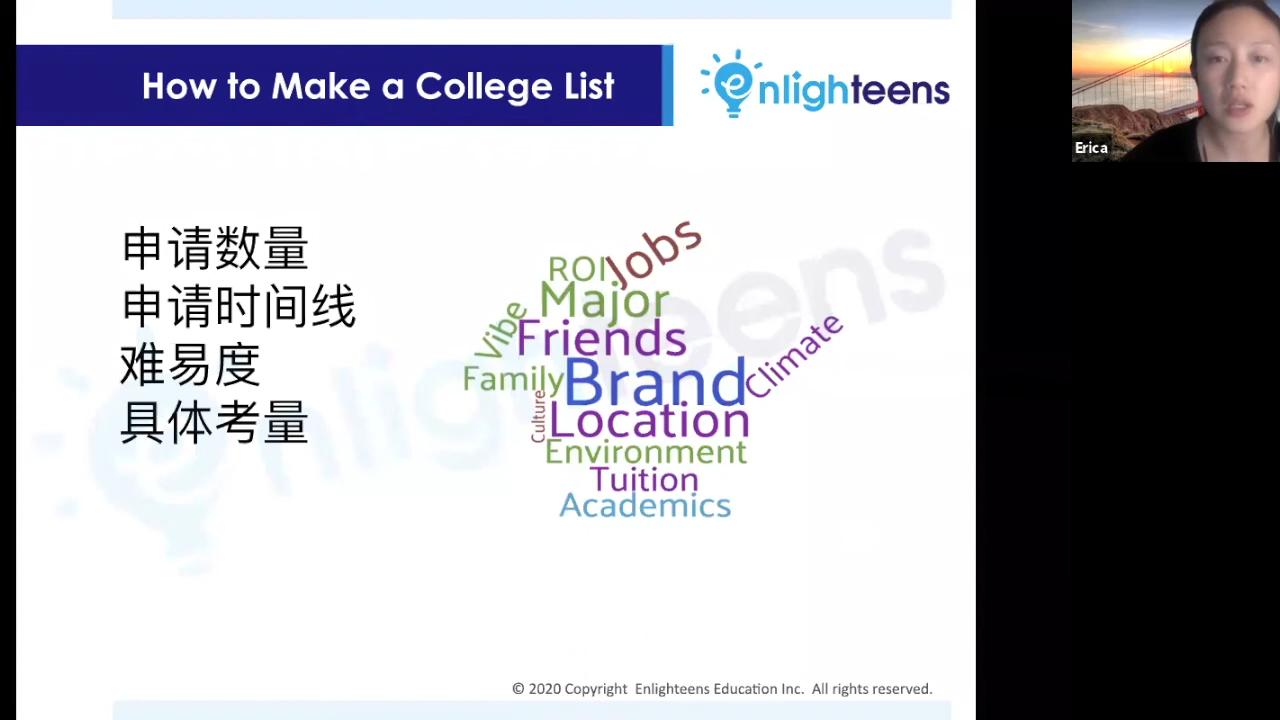 How to Make a College List
enlighteens
Erica
申请数量
申请时间线
难易度
具体考量
Jobs
ROI
Major
Vibe
Friends
Climate
Family
Brand
Culture
Location
Environment
Tuition
Academics
enlighteens
© 2020 Copyright Enlighteens Education Inc. All rights reserved.